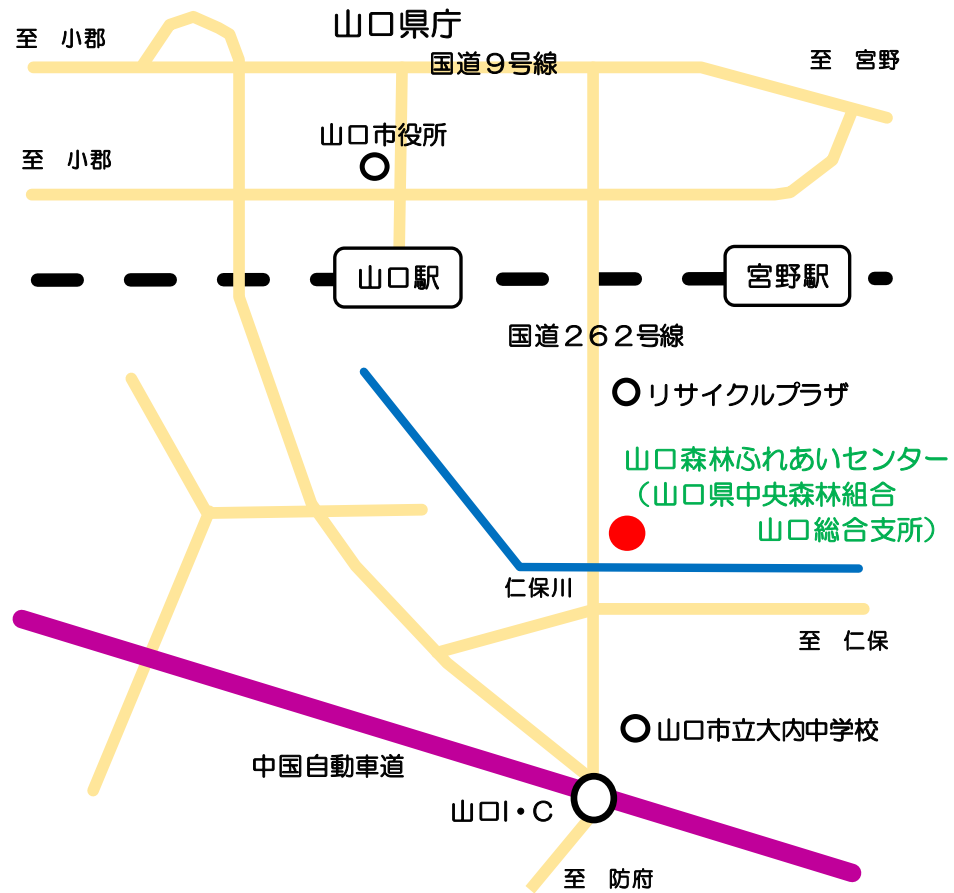 山口県庁
至　小郡
国道９号線
至　宮野
山口市役所
至　小郡
山口駅
宮野駅
国道２６２号線
リサイクルプラザ
山口森林ふれあいセンター
（山口県中央森林組合
山口総合支所）
仁保川
至　仁保
山口市立大内中学校
中国自動車道
山口I・C
至　防府